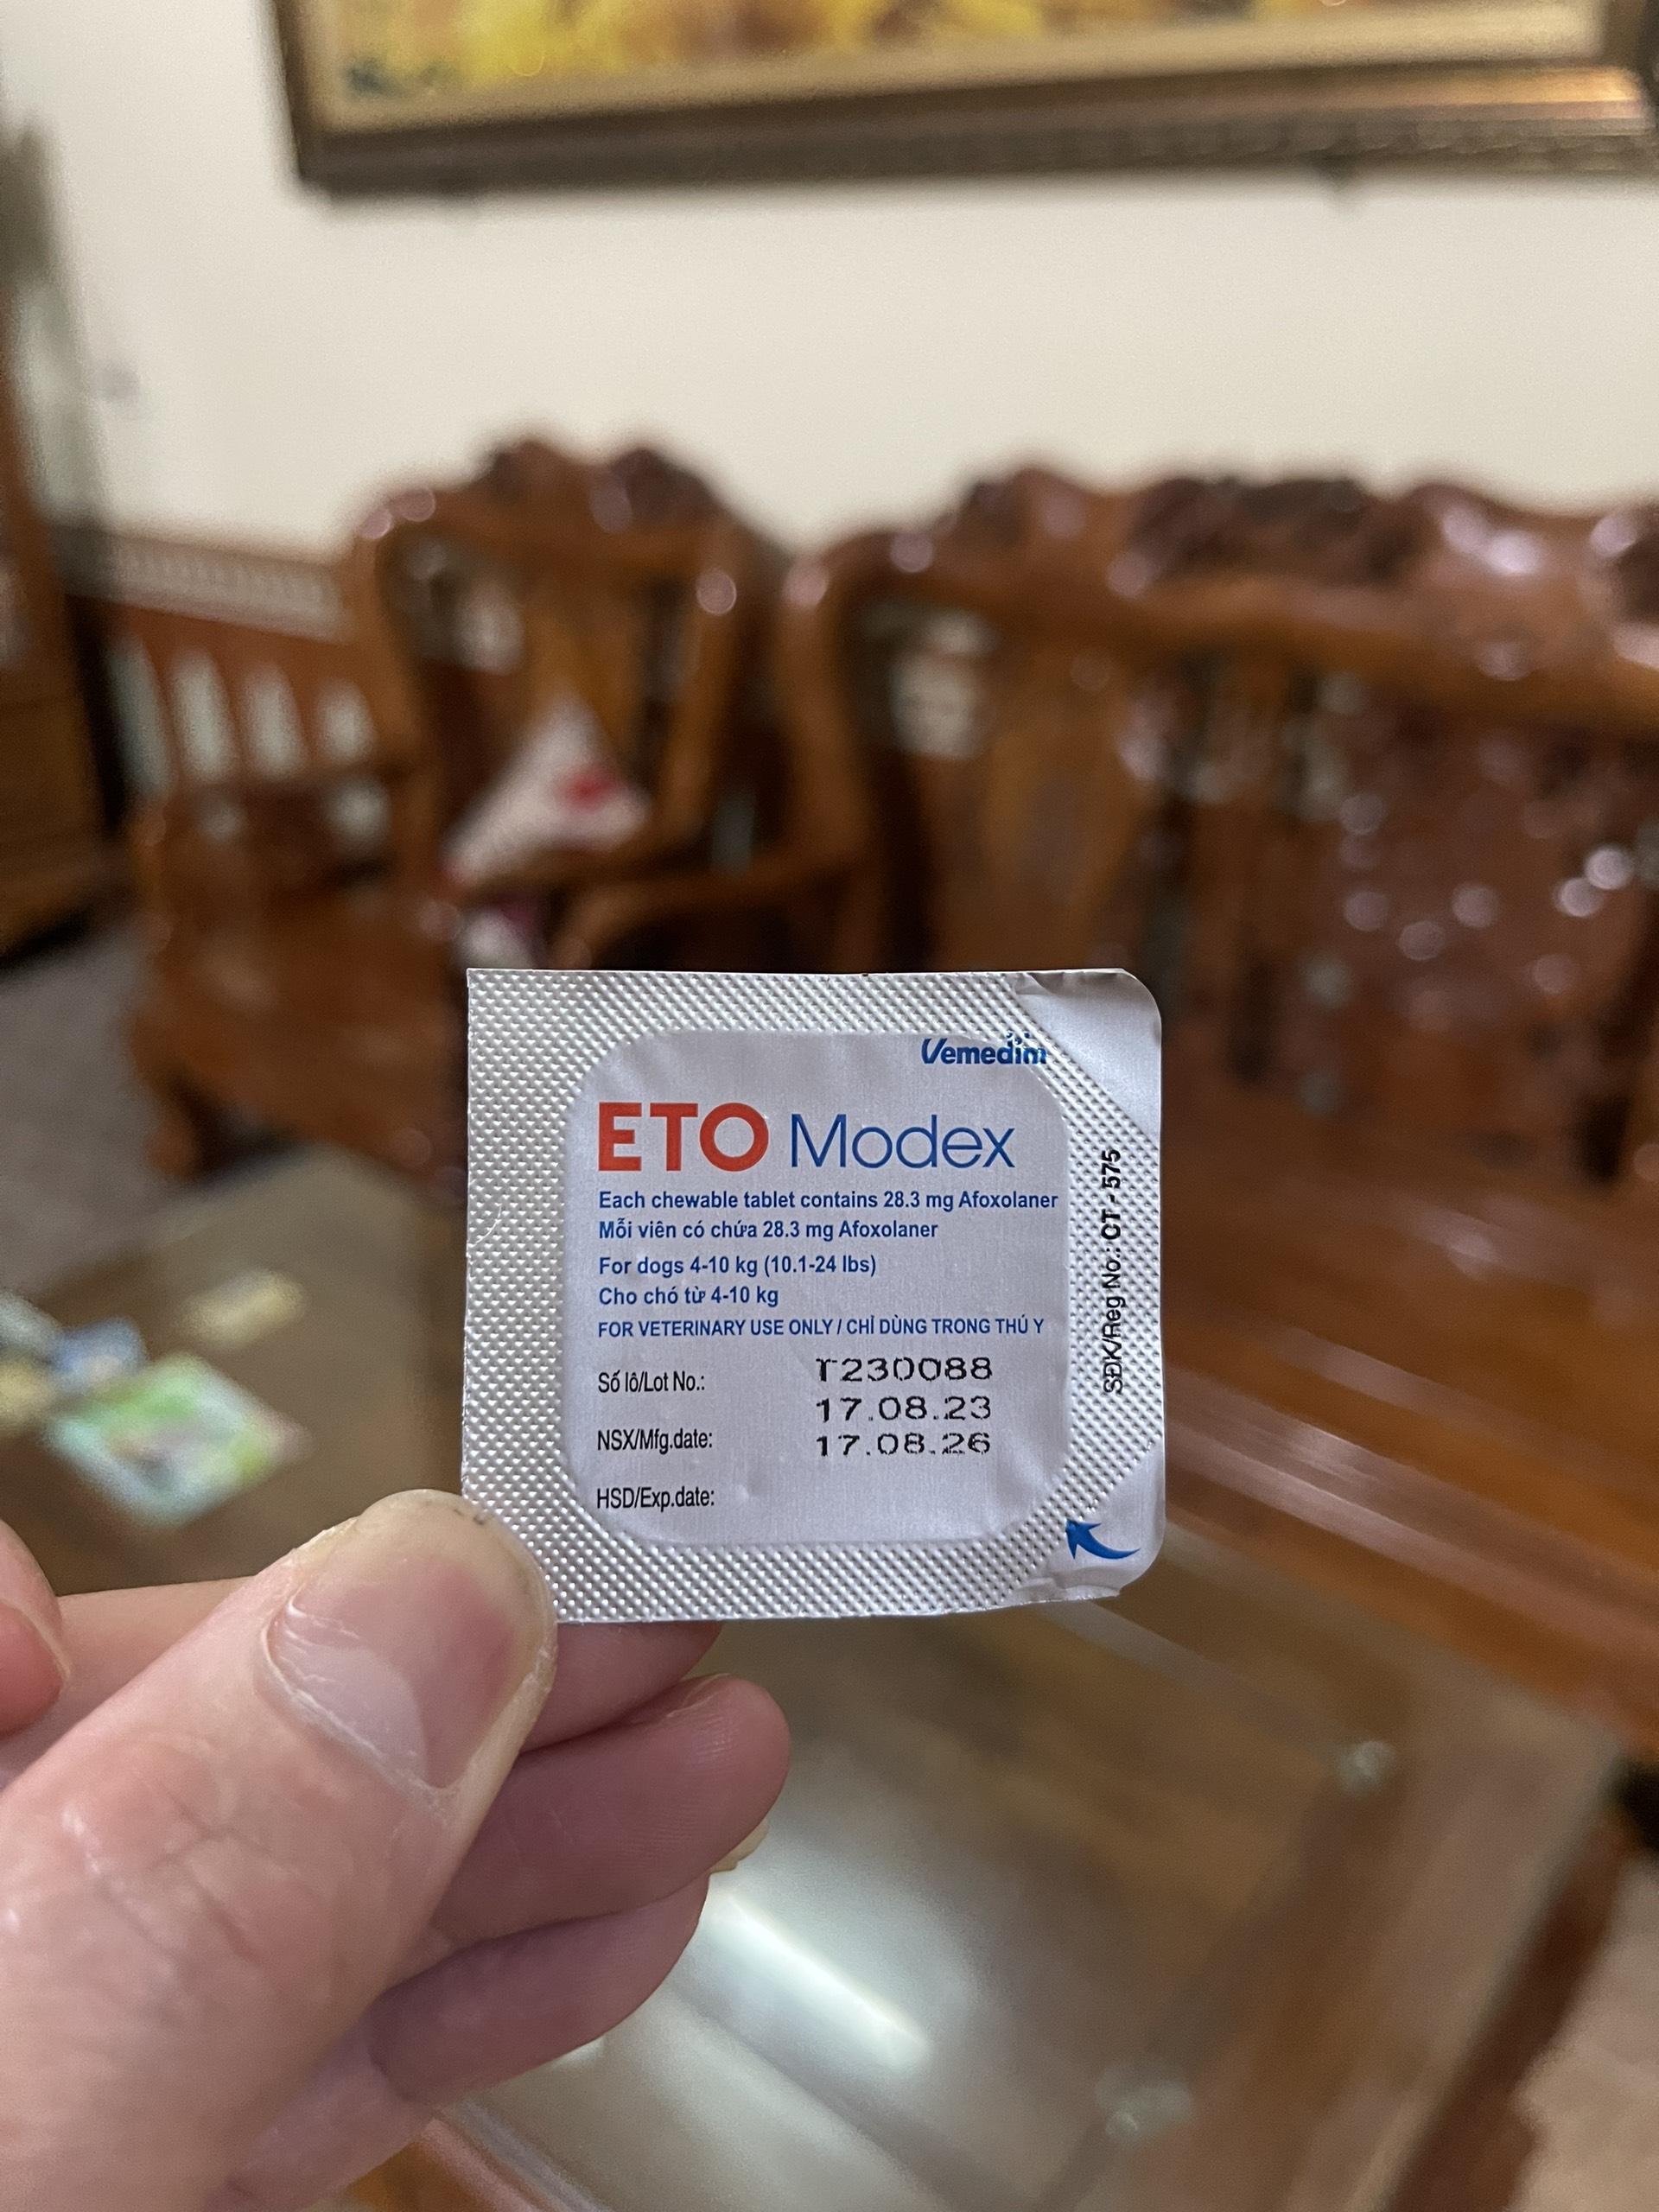 Vemedim
ETO Modex
Each chewable tablet contains 28.3 mg Afoxolaner
Mỗi viên có chứa 28.3 mg Afoxolaner
For dogs 4-10 kg (10.1-24 lbs)
Cho chó từ 4-10 kg
FOR VETERINARY USE ONLY / CHỈ DÙNG TRONG THÚ Y
Số lô/Lot No.: T230088
NSX/Mfg.date: 17.08.23
HSD/Exp.date: 17.08.26
SĐK/Reg No.: CT - 575